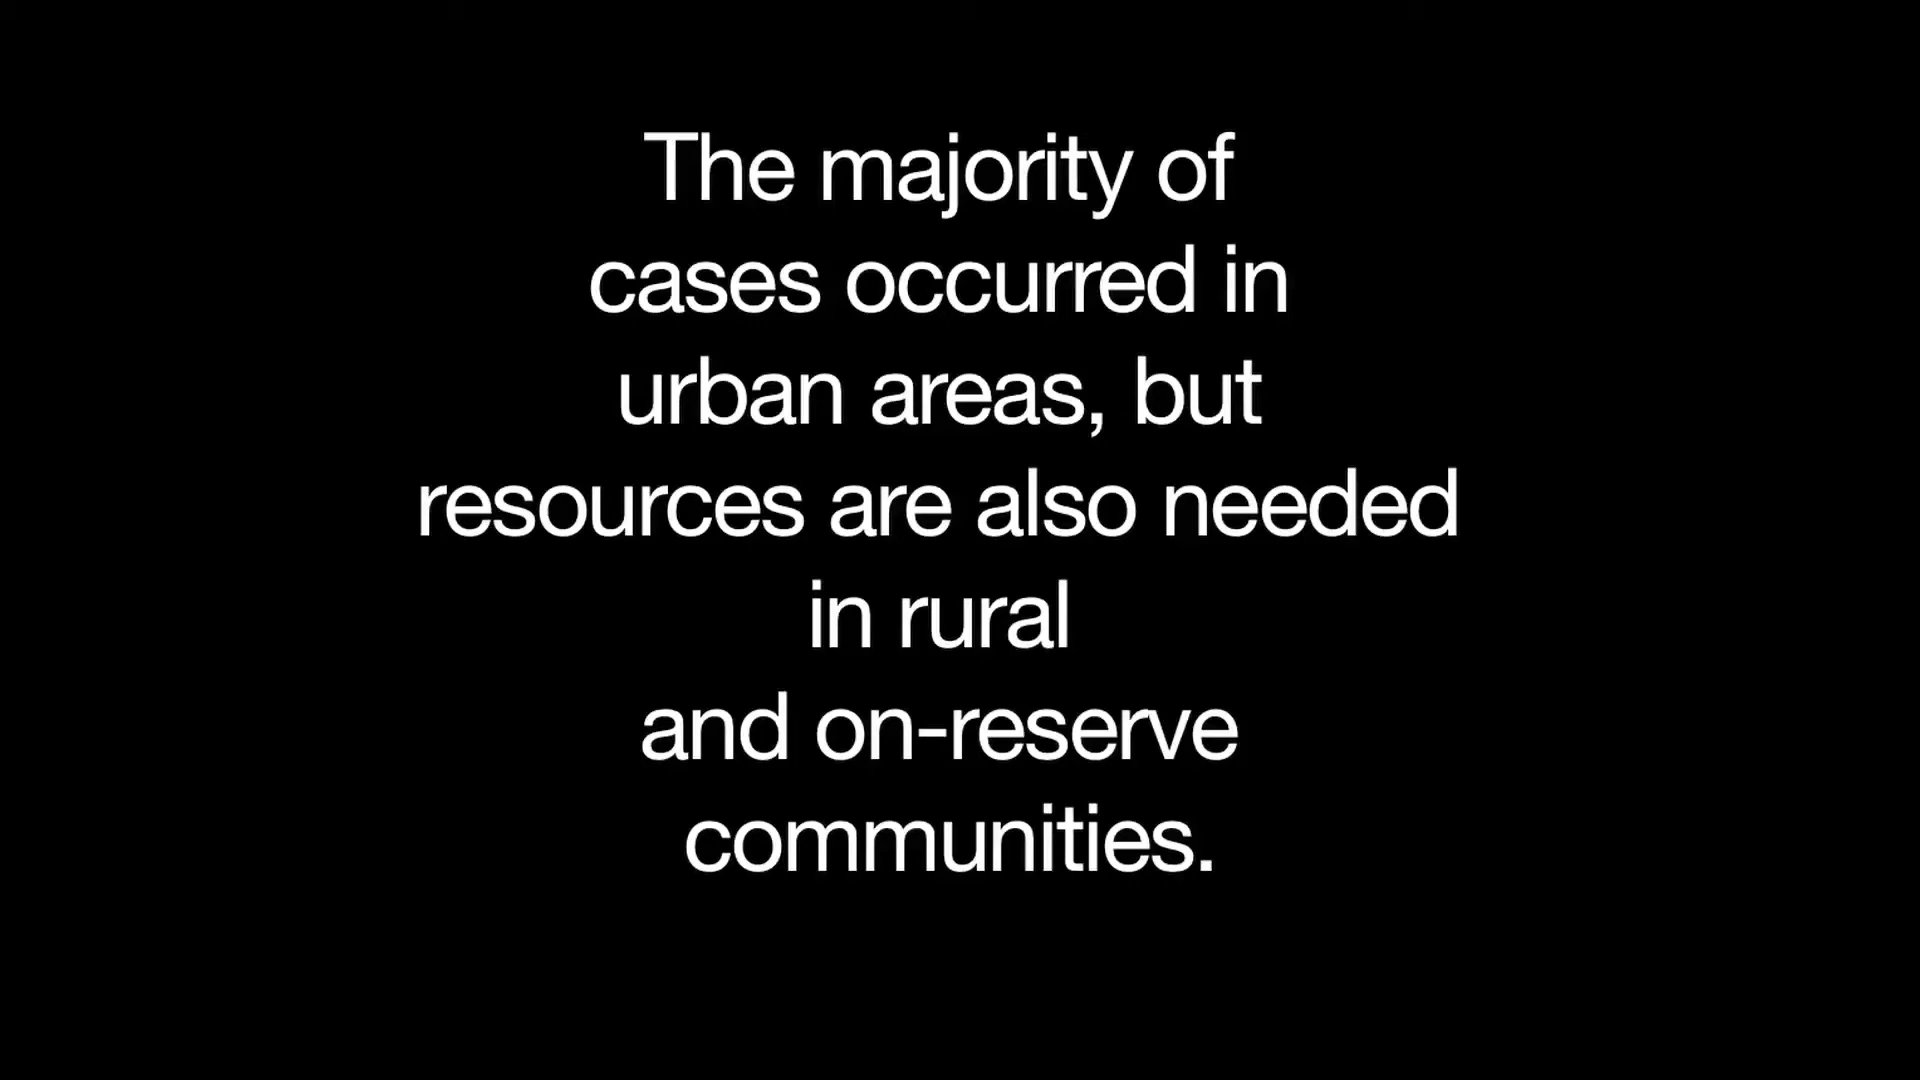 The majority of
cases occurred in
urban areas, but
resources are also needed
in rural
and on-reserve
communities.